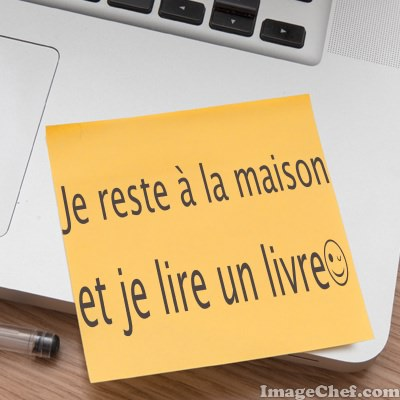 Je reste à la maison
et je lire un livre😉
ImageChef.com